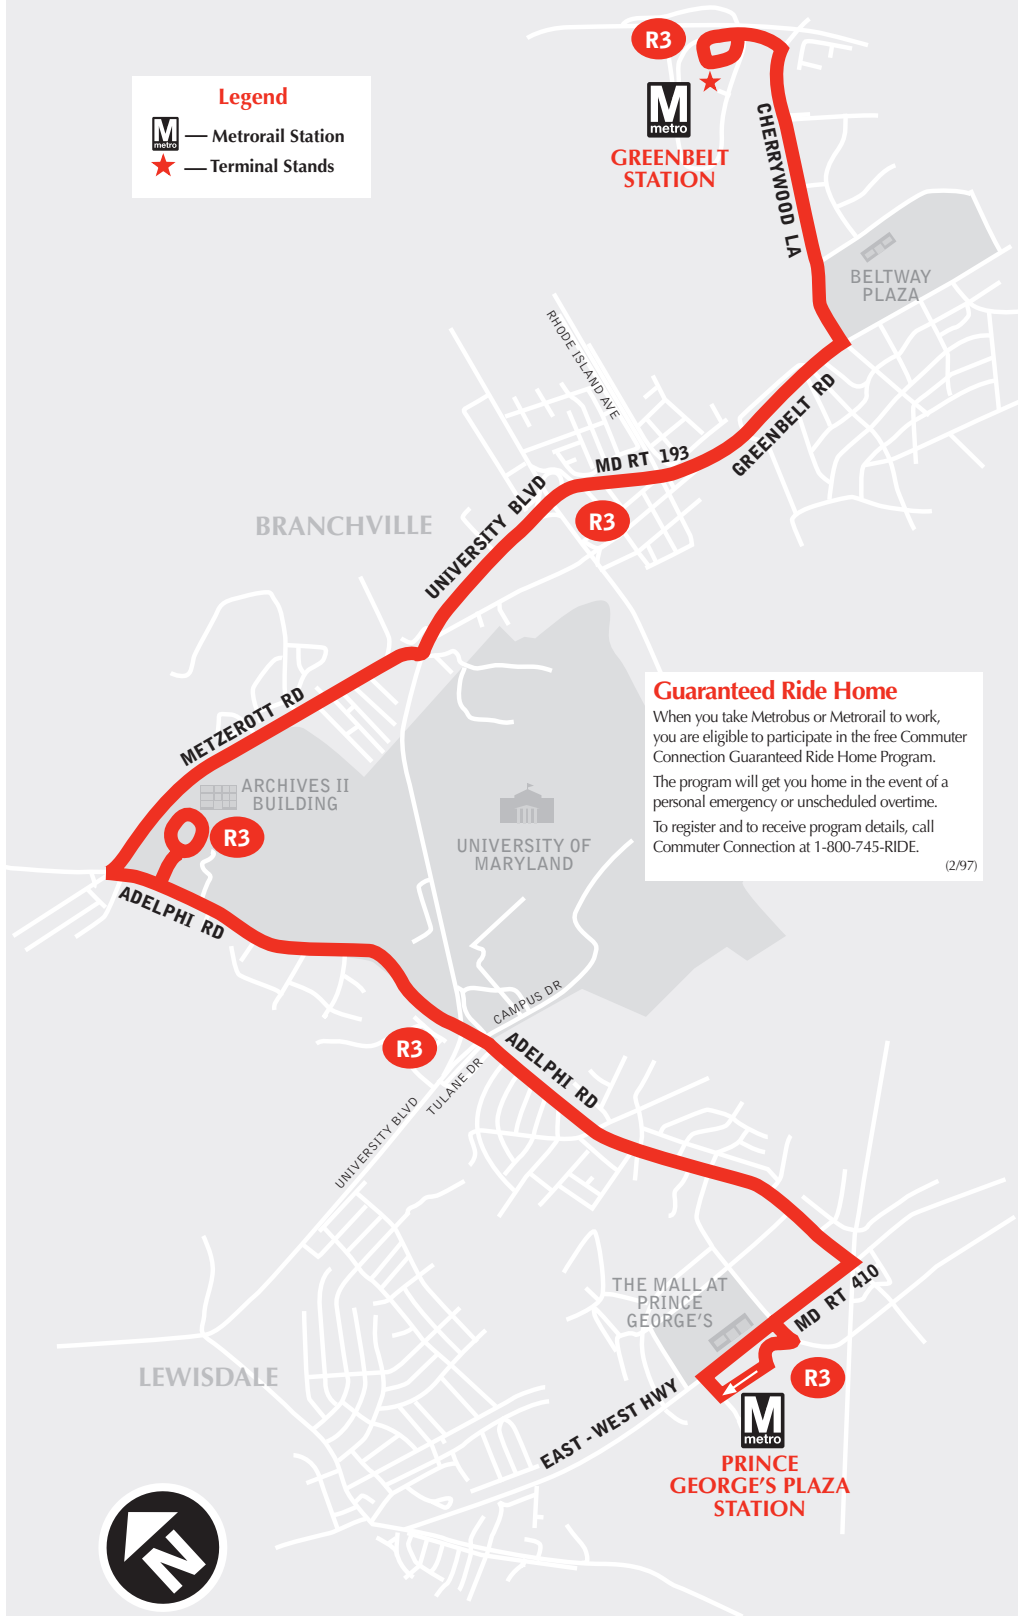 R3
M
metro
GREENBELT
STATION
Legend
M
metro
— Metrorail Station
— Terminal Stands
CHERRYWOOD LA
BELTWAY
PLAZA
RHODE ISLAND AVE
GREENBELT RD
MD RT 193
R3
UNIVERSITY BLVD
BRANCHVILLE
METZEROTT RD
Guaranteed Ride Home
When you take Metrobus or Metrorail to work,
you are eligible to participate in the free Commuter
Connection Guaranteed Ride Home Program.
The program will get you home in the event of a
personal emergency or unscheduled overtime.
To register and to receive program details, call
Commuter Connection at 1-800-745-RIDE.
(2/97)
ARCHIVES II
BUILDING
R3
UNIVERSITY OF
MARYLAND
ADELPHI RD
CAMPUS DR
R3
ADELPHI RD
TULANE DR
UNIVERSITY BLVD
THE MALL AT
PRINCE
GEORGE'S
MD RT 410
R3
LEWISDALE
EAST - WEST HWY
M
metro
PRINCE
GEORGE'S PLAZA
STATION
N